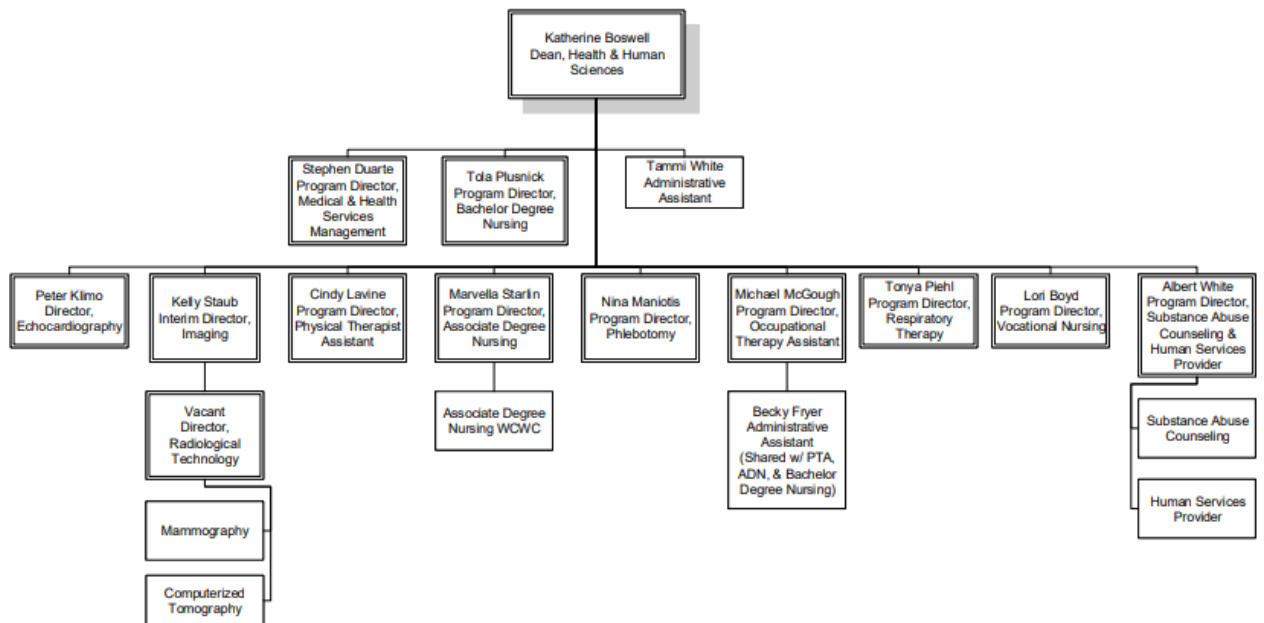 Katherine Boswell
Dean, Health & Human
Sciences
Stephen Duarte
Program Director,
Medical & Health
Services
Management
Tola Plusnick
Program Director,
Bachelor Degree
Nursing
Tammi White
Administrative
Assistant
Peter Klimo
Director,
Echocardiography
Kelly Staub
Interim Director,
Imaging
Cindy Lavine
Program Director,
Physical Therapist
Assistant
Marvella Starlin
Program Director,
Associate Degree
Nursing
Nina Maniotis
Program Director,
Phlebotomy
Michael McGough
Program Director,
Occupational
Therapy Assistant
Tonya Piehl
Program Director,
Respiratory
Therapy
Lori Boyd
Program Director,
Vocational Nursing
Albert White
Program Director,
Substance Abuse
Counseling &
Human Services
Provider
Vacant
Director,
Radiological
Technology
Associate Degree
Nursing WCWC
Becky Fryer
Administrative
Assistant
(Shared w/ PTA,
ADN, & Bachelor
Degree Nursing)
Substance Abuse
Counseling
Mammography
Human Services
Provider
Computerized
Tomography